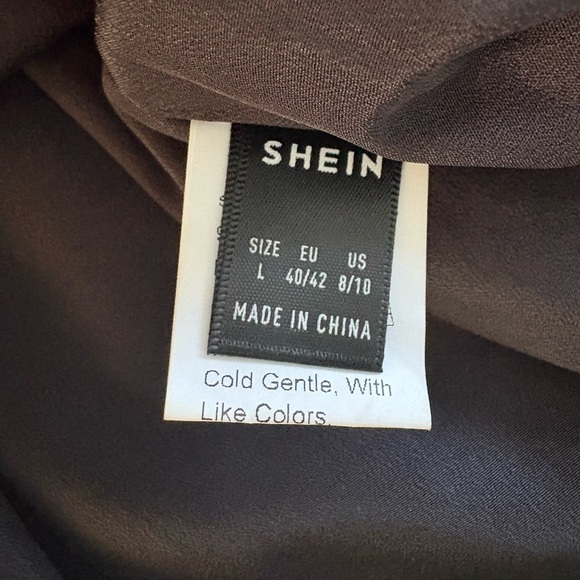 SHEIN
SIZE EU US
L 40/42 8/10
MADE IN CHINA
Cold Gentle, With
Like Colors.